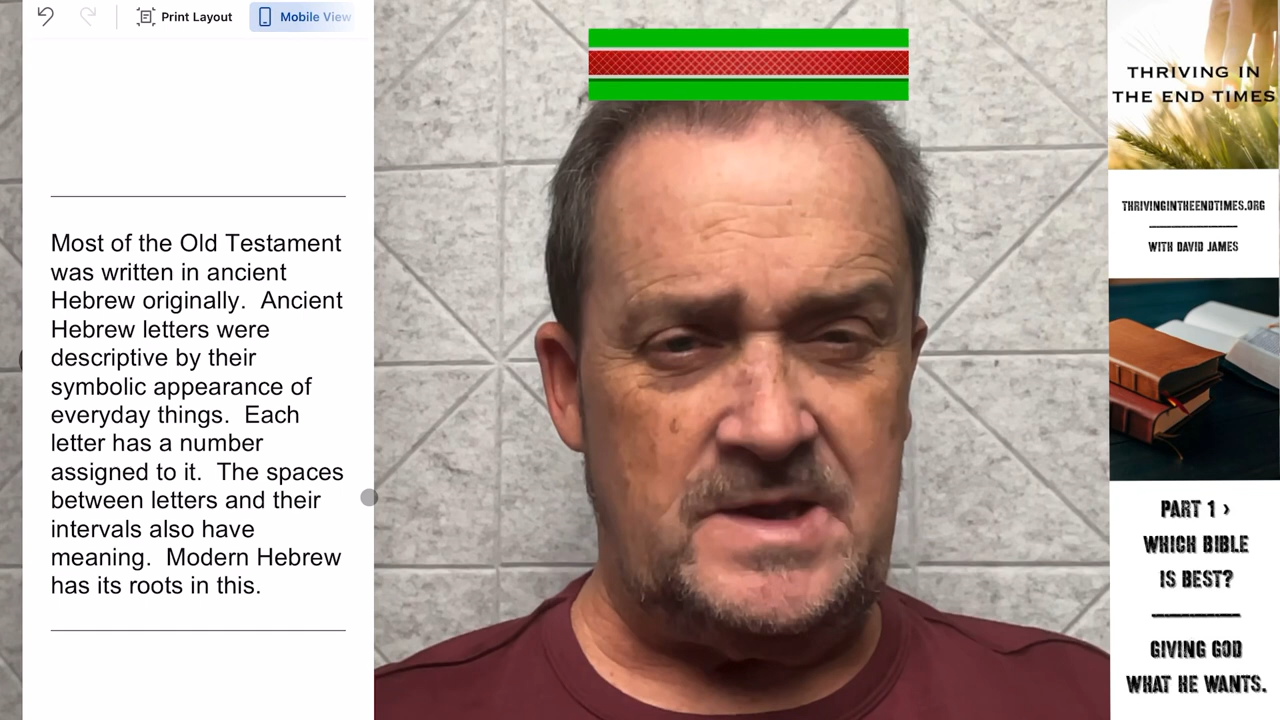 Print Layout
Mobile View
Most of the Old Testament
was written in ancient
Hebrew originally.  Ancient
Hebrew letters were
descriptive by their
symbolic appearance of
everyday things.  Each
letter has a number
assigned to it.  The spaces
between letters and their
intervals also have
meaning.  Modern Hebrew
has its roots in this.
THRIVING IN
THE END TIMES
THRIVINGINTHEENDTIMES.ORG
WITH DAVID JAMES
PART 1 ›
WHICH BIBLE
IS BEST?
GIVING GOD
WHAT HE WANTS.